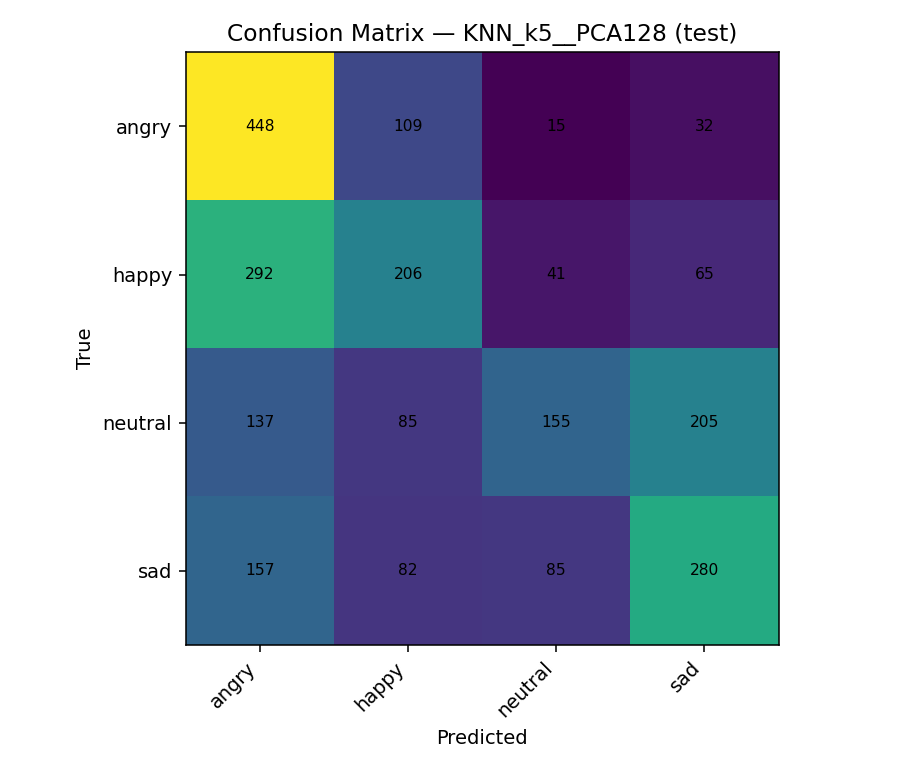 Confusion Matrix — KNN_k5__PCA128 (test)
angry 448 109 15 32
happy 292 206 41 65
True
neutral 137 85 155 205
sad 157 82 85 280
angry happy neutral sad
Predicted